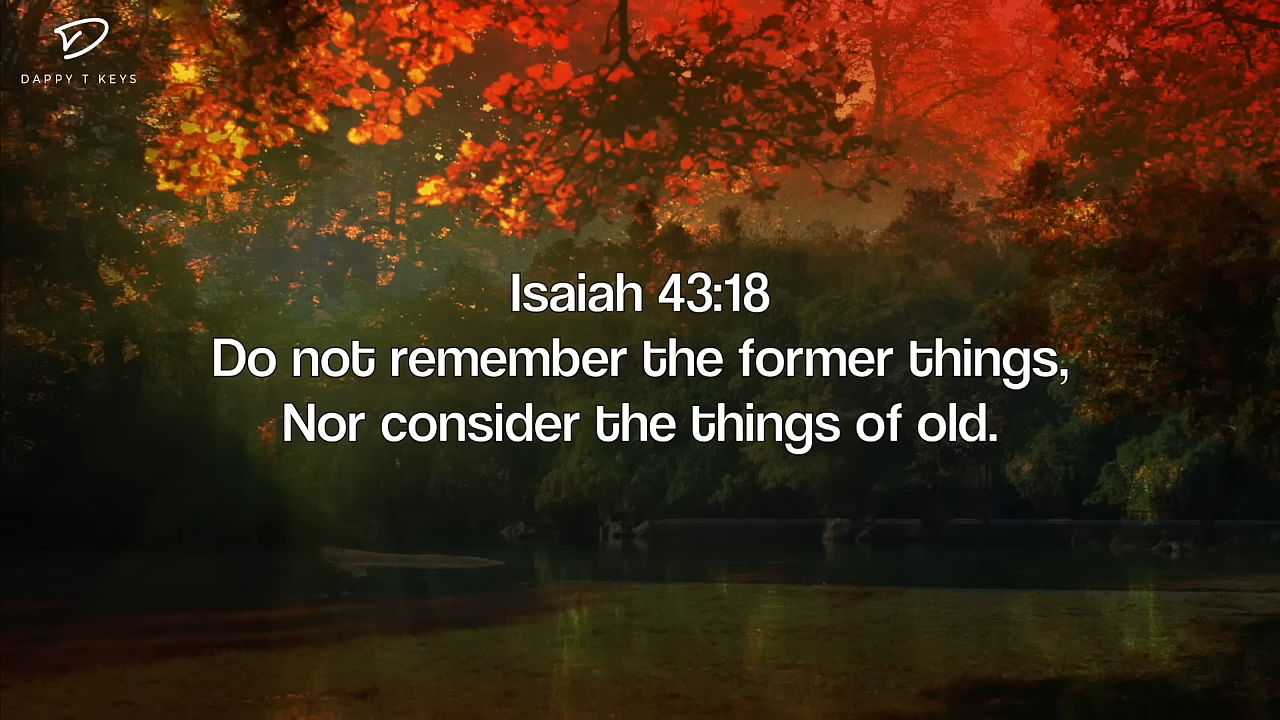 DAPPY T KEYS
Isaiah 43:18
Do not remember the former things,
Nor consider the things of old.